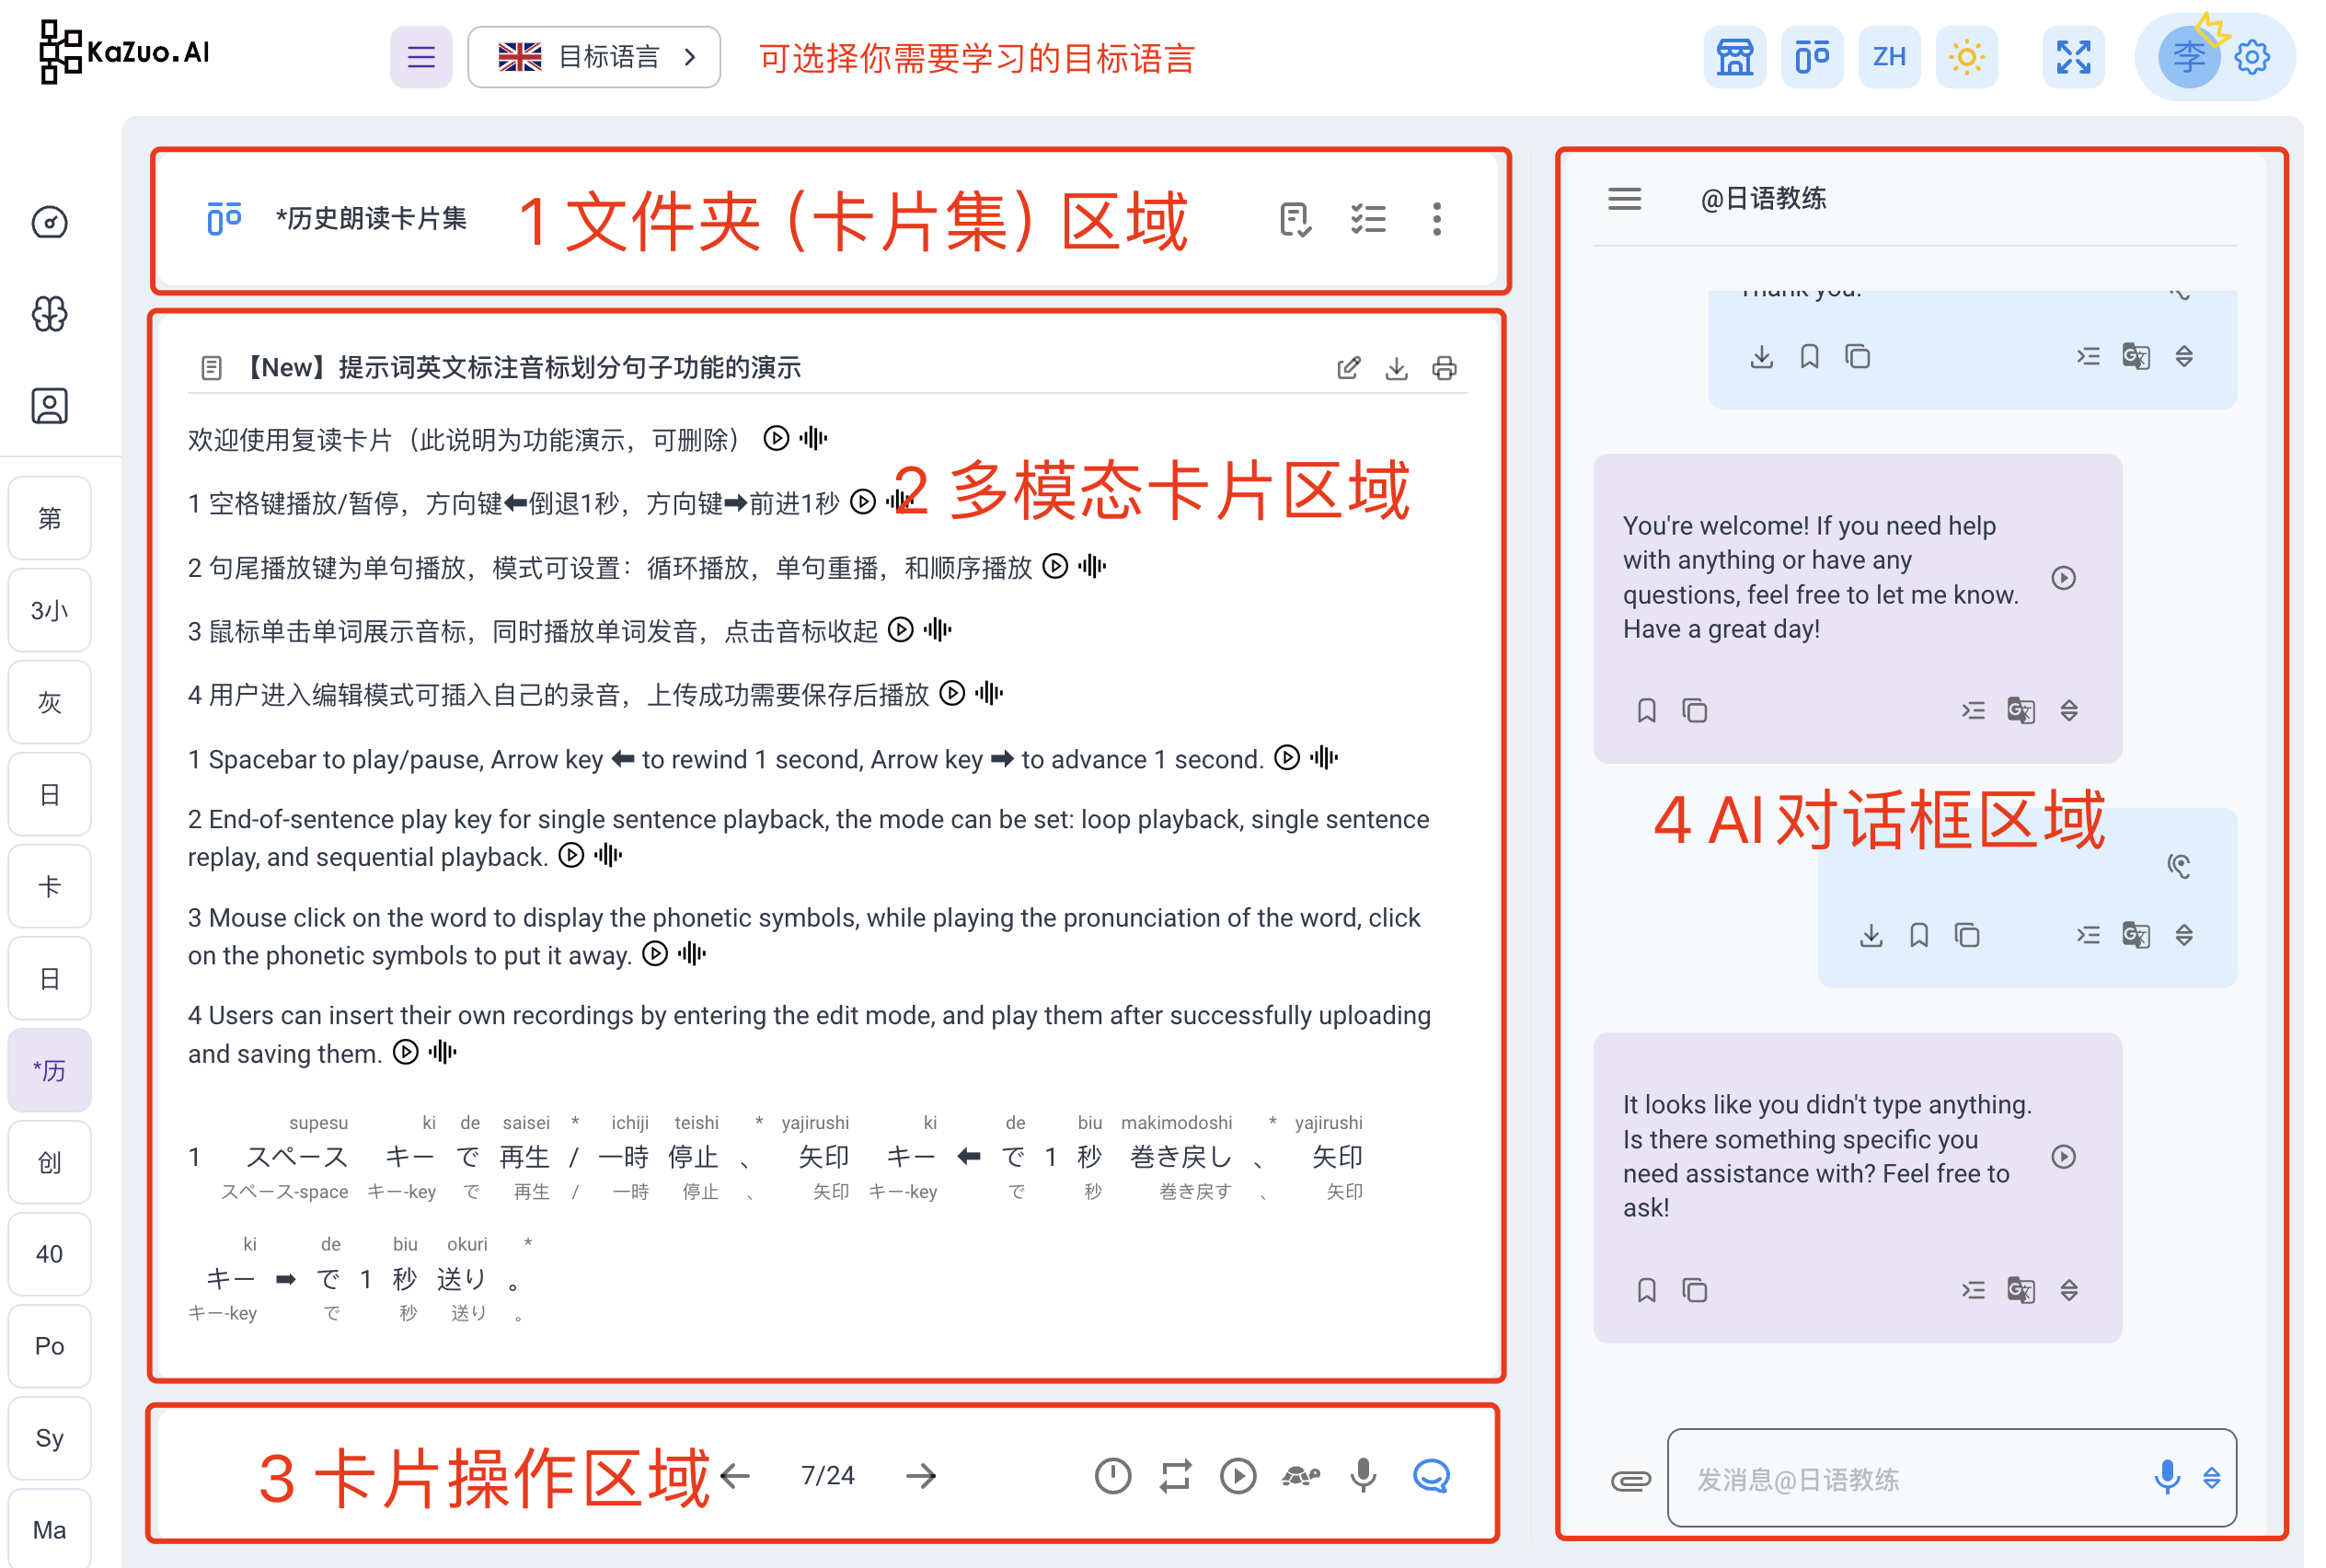 KaZuo.AI
目标语言
可选择你需要学习的目标语言
ZH
李
第
3小
灰
日
卡
日
*历
创
40
Po
Sy
Ma
*历史朗读卡片集
1 文件夹 (卡片集) 区域
【New】提示词英文标注音标划分句子功能的演示
欢迎使用复读卡片（此说明为功能演示，可删除）
2 多模态卡片区域
1 空格键播放/暂停，方向键⬅倒退1秒，方向键➡前进1秒
2 句尾播放键为单句播放，模式可设置：循环播放，单句重播，和顺序播放
3 鼠标单击单词展示音标，同时播放单词发音，点击音标收起
4 用户进入编辑模式可插入自己的录音，上传成功需要保存后播放
1 Spacebar to play/pause, Arrow key ⬅ to rewind 1 second, Arrow key ➡ to advance 1 second.
2 End-of-sentence play key for single sentence playback, the mode can be set: loop playback, single sentence
replay, and sequential playback.
3 Mouse click on the word to display the phonetic symbols, while playing the pronunciation of the word, click
on the phonetic symbols to put it away.
4 Users can insert their own recordings by entering the edit mode, and play them after successfully uploading
and saving them.
supesu ki de saisei * ichiji teishi * yajirushi ki de biu makimodoshi * yajirushi
1 スペース キー で 再生 / 一時 停止 、 矢印 キー ⬅ で 1 秒 巻き戻し 、 矢印
スペース-space キー-key で 再生 / 一時 停止 、 矢印 キー-key で 秒 巻き戻す 、 矢印
ki de biu okuri *
キー ➡ で 1 秒 送り 。
キー-key で 秒 送り 。
3 卡片操作区域
7/24
@日语教练
Thank you!
You're welcome! If you need help
with anything or have any
questions, feel free to let me know.
Have a great day!
4 AI对话框区域
It looks like you didn't type anything.
Is there something specific you
need assistance with? Feel free to
ask!
发消息@日语教练